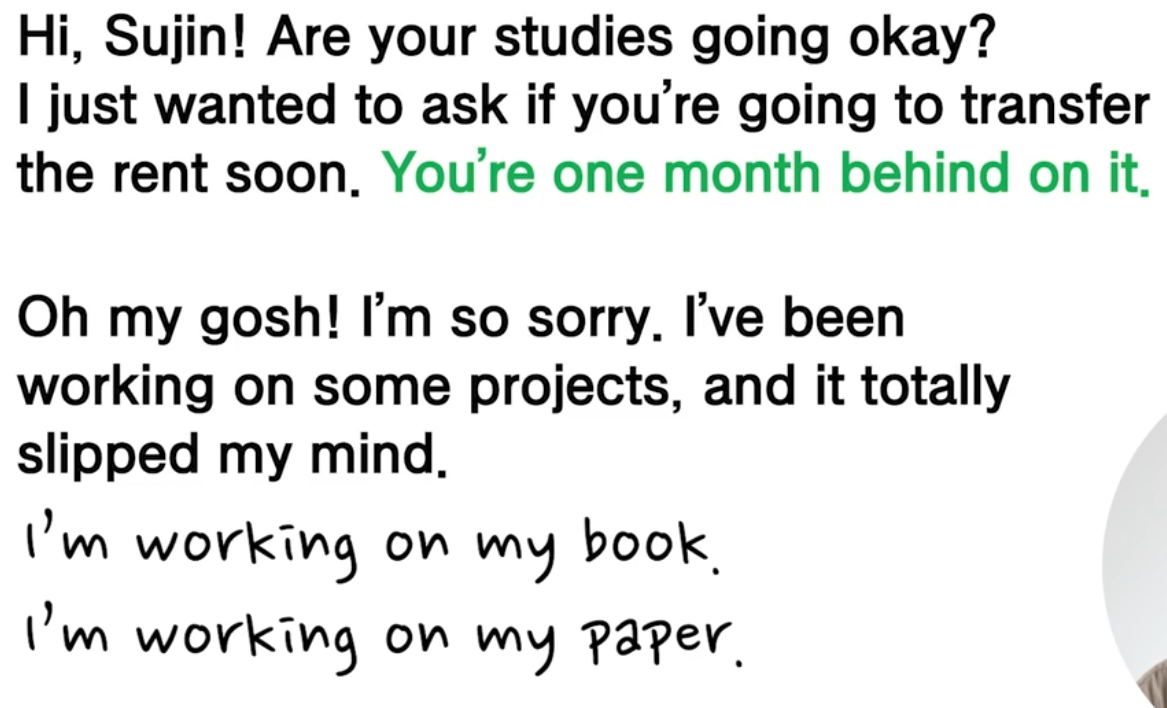 Hi, Sujin! Are your studies going okay?
I just wanted to ask if you're going to transfer
the rent soon. You're one month behind on it.
Oh my gosh! I'm so sorry. I've been
working on some projects, and it totally
slipped my mind.
I'm working on my book.
I'm working on my paper.